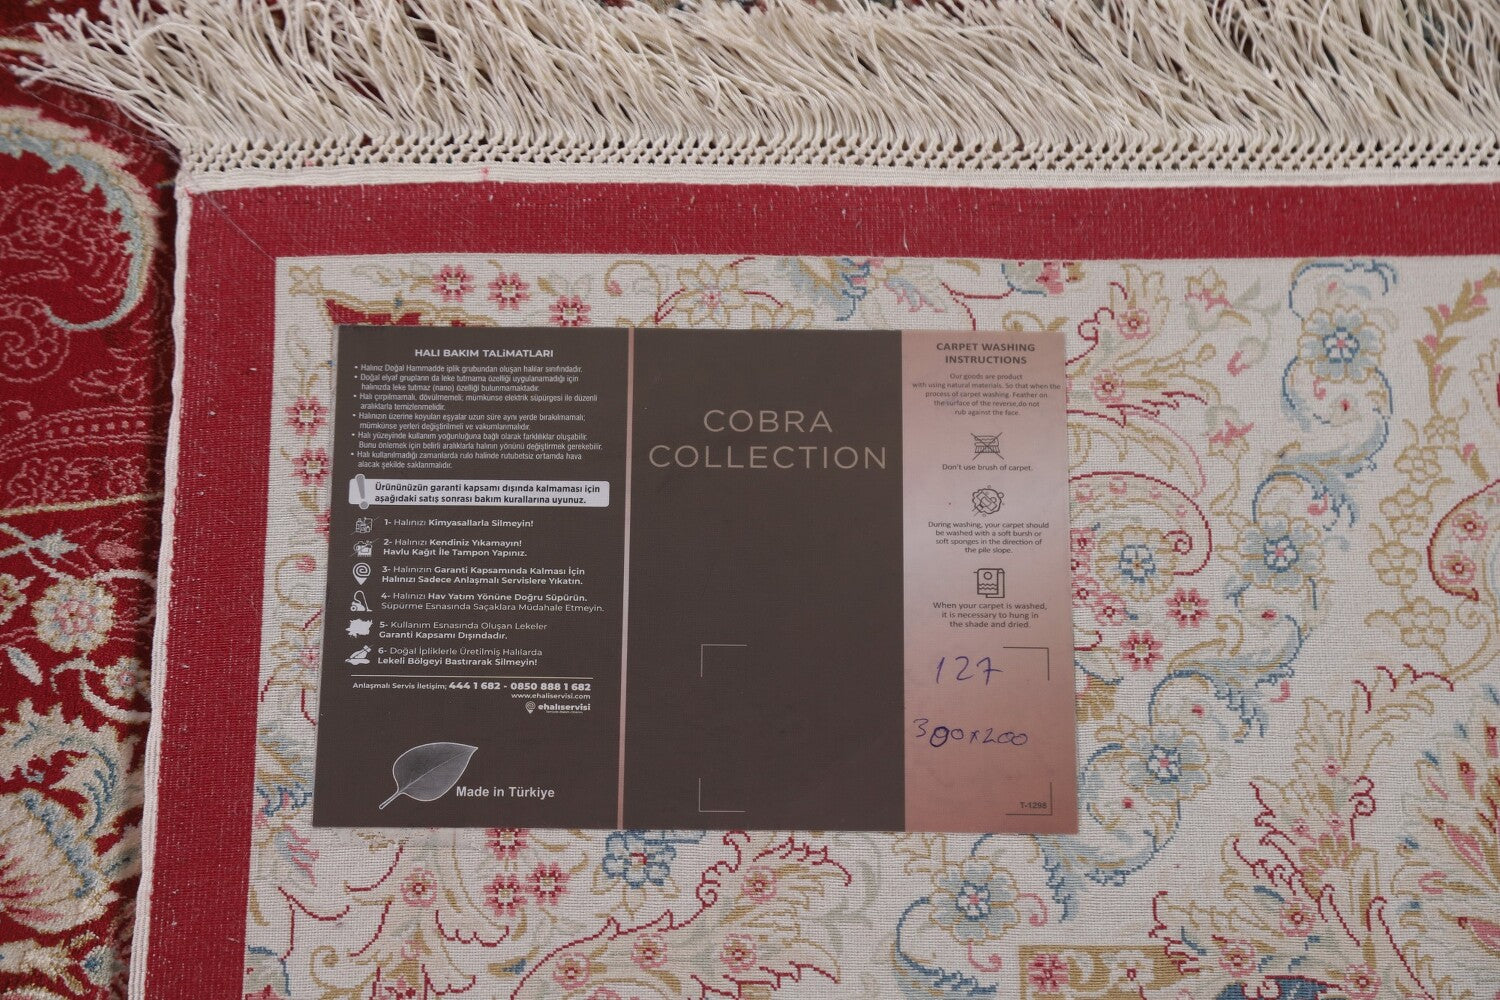 HALI BAKIM TALiMATLARI
• Halınız Doğal Hammadde iplik grubundan oluşan halılar sınıfındadır.
• Doğal elyaf grupların da leke tutmama özelliği uygulanamadığı için
halınızda leke tutmaz (nano) özelliği bulunmamaktadır.
• Halı çırpılmamalı, dövülmemeli; mümkünse elektrik süpürgesi ile düzenli
aralıklarla temizlenmelidir.
• Halınızın üzerine koyulan eşyalar uzun süre aynı yerde bırakılmamalı;
mümkünse yerleri değiştirilmeli ve vakumlanmalıdır.
• Halı yüzeyinde kullanım yoğunluğuna bağlı olarak farklılıklar oluşabilir.
Bunu önlemek için belirli aralıklarla halının yönünü değiştirmek gerekebilir.
• Halı kullanılmadığı zamanlarda rulo halinde rutubetsiz ortamda hava
alacak şekilde saklanmalıdır.
Ürününüzün garanti kapsamı dışında kalmaması için
aşağıdaki satış sonrası bakım kurallarına uyunuz.
1- Halınızı Kimyasallarla Silmeyin!
2- Halınızı Kendiniz Yıkamayın!
Havlu Kağıt İle Tampon Yapınız.
3- Halınızın Garanti Kapsamında Kalması İçin
Halınızı Sadece Anlaşmalı Servislere Yıkatın.
4- Halınızı Hav Yatım Yönüne Doğru Süpürün.
Süpürme Esnasında Saçaklara Müdahale Etmeyin.
5- Kullanım Esnasında Oluşan Lekeler
Garanti Kapsamı Dışındadır.
6- Doğal İpliklerle Üretilmiş Halılarda
Lekeli Bölgeyi Bastırarak Silmeyin!
Anlaşmalı Servis İletişim; 444 1 682 - 0850 888 1 682
www.ehaliservisi.com
ehalıservisi
Made in Türkiye
COBRA
COLLECTION
CARPET WASHING
INSTRUCTIONS
Our goods are product
with using natural materials. So that when the
process of carpet washing. Feather on
the surface of the reverse,do not
rub against the face.
Don't use brush of carpet.
During washing, your carpet should
be washed with a soft bursh or
soft sponges in the direction of
the pile slope.
When your carpet is washed,
it is necessary to hung in
the shade and dried.
127
300x200
T-1298